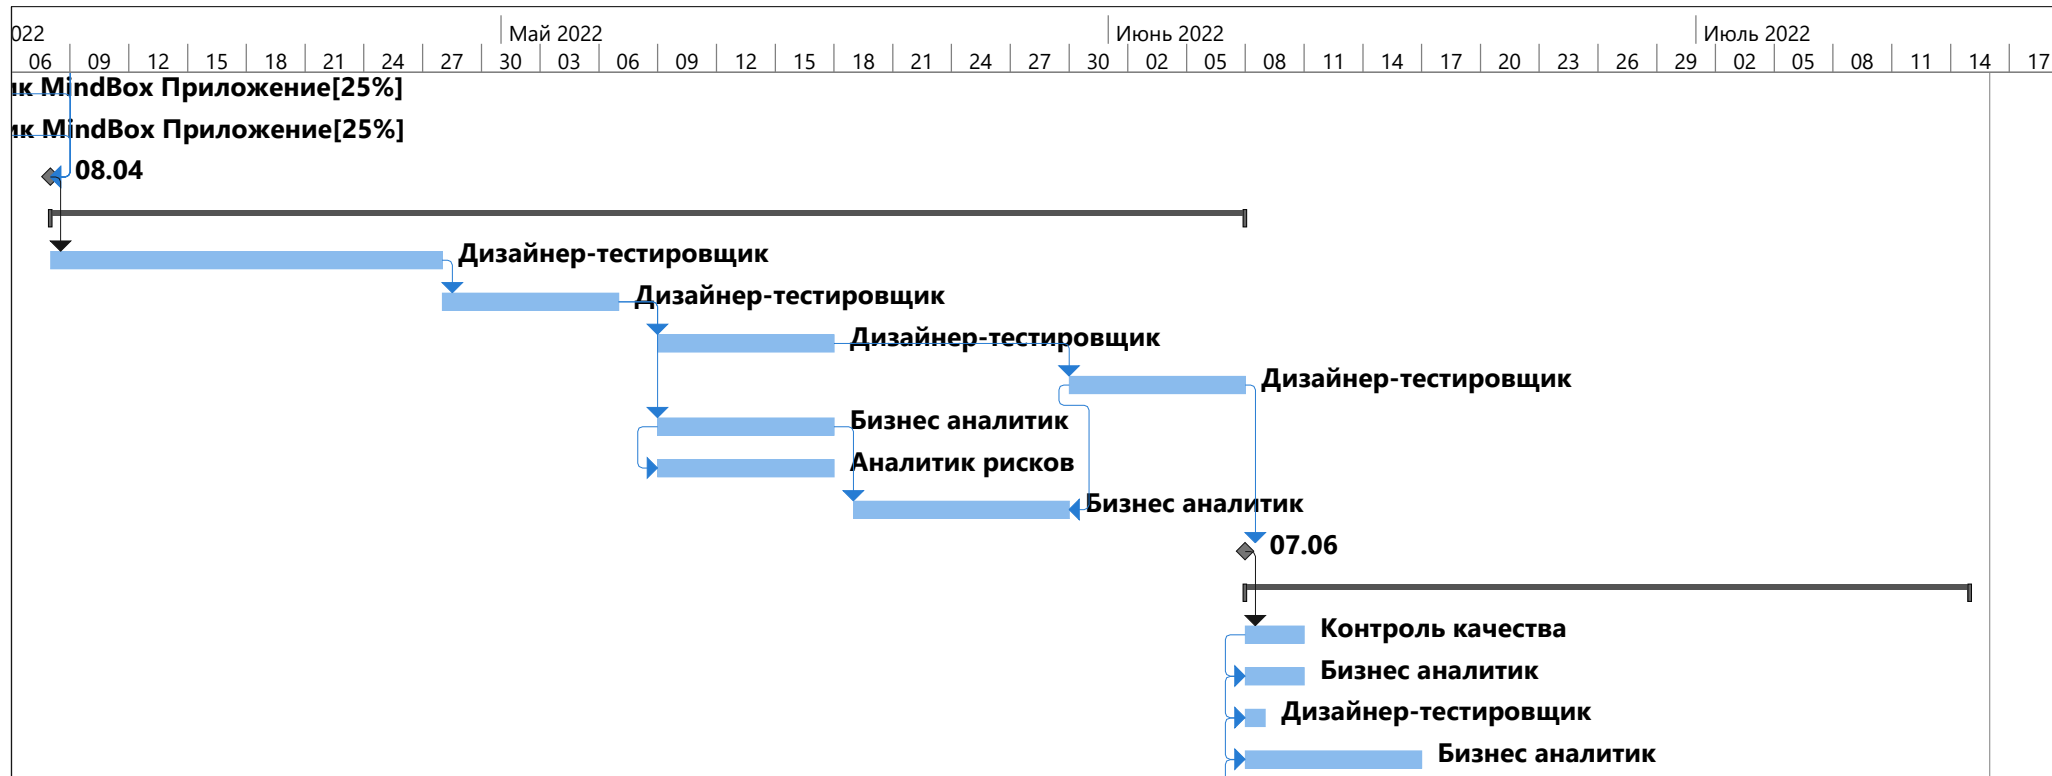 022 Май 2022 Июнь 2022 Июль 2022
06 09 12 15 18 21 24 27 30 03 06 09 12 15 18 21 24 27 30 02 05 08 11 14 17 20 23 26 29 02 05 08 11 14 17
MindBox Приложение[25%]
MindBox Приложение[25%]
08.04
Дизайнер-тестировщик
Дизайнер-тестировщик
Дизайнер-тестировщик
Дизайнер-тестировщик
Бизнес аналитик
Аналитик рисков
Бизнес аналитик
07.06
Контроль качества
Бизнес аналитик
Дизайнер-тестировщик
Бизнес аналитик